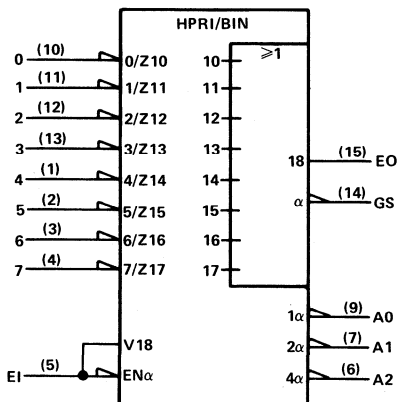 HPRI/BIN
≥1
0 (10) 0/Z10 10
1 (11) 1/Z11 11
2 (12) 2/Z12 12
3 (13) 3/Z13 13
18 (15) EO
4 (1) 4/Z14 14
α (14) GS
5 (2) 5/Z15 15
6 (3) 6/Z16 16
7 (4) 7/Z17 17
1α (9) A0
V18 2α (7) A1
EI (5) ENα 4α (6) A2